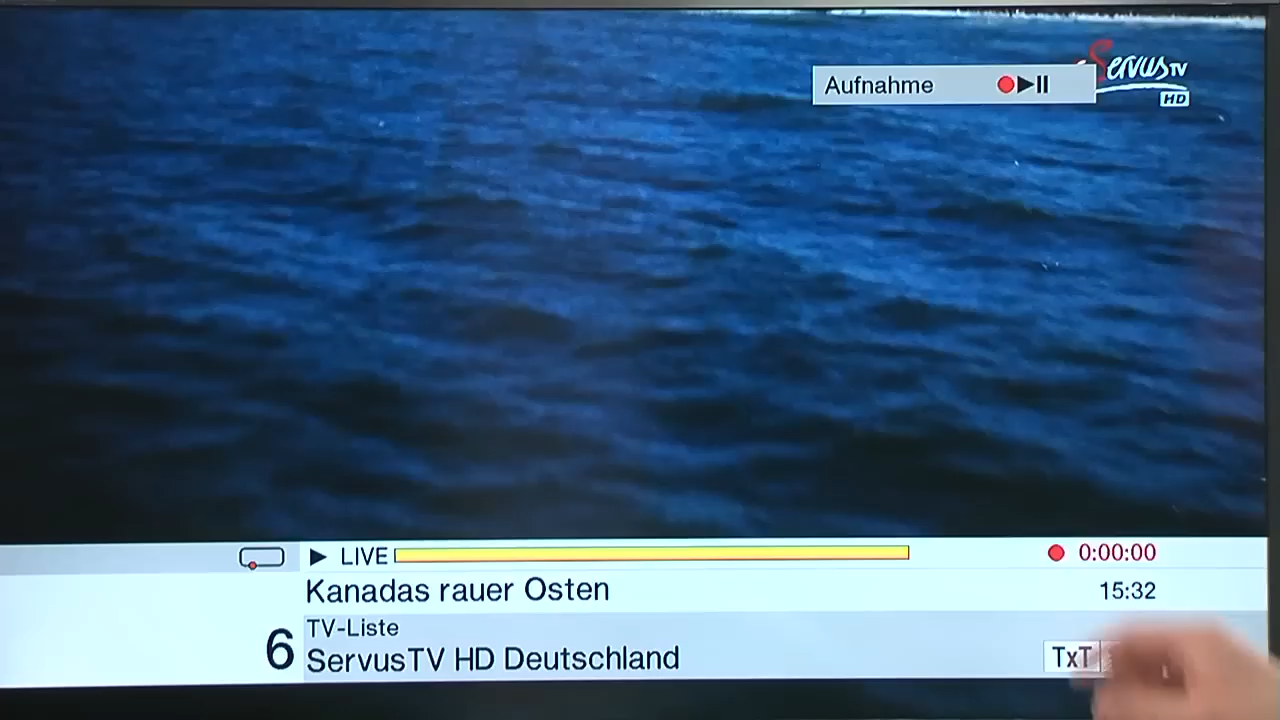 ServusTV
HD
Aufnahme
LIVE
0:00:00
Kanadas rauer Osten
15:32
TV-Liste
6
ServusTV HD Deutschland
TxT